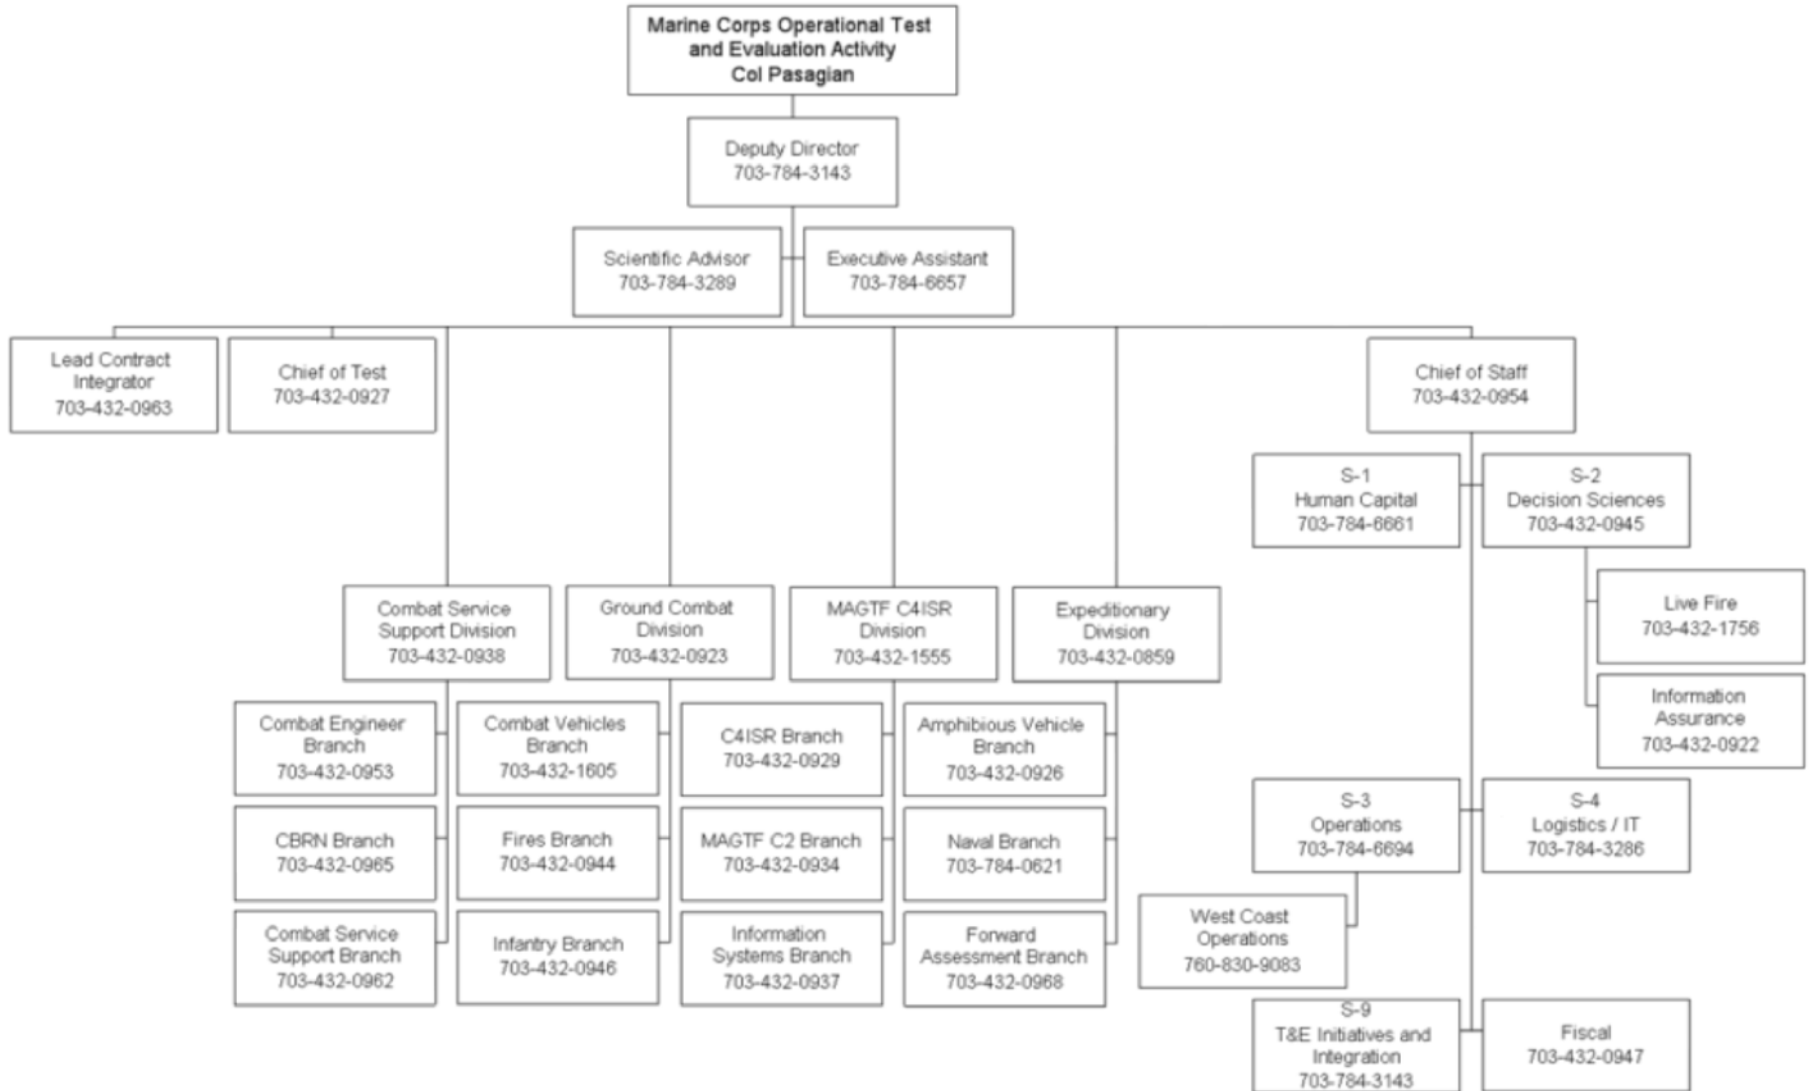 Marine Corps Operational Test
and Evaluation Activity
Col Pasagian
Deputy Director
703-784-3143
Scientific Advisor
703-784-3289
Executive Assistant
703-784-6657
Lead Contract
Integrator
703-432-0963
Chief of Test
703-432-0927
Chief of Staff
703-432-0954
S-1
Human Capital
703-784-6661
S-2
Decision Sciences
703-432-0945
Live Fire
703-432-1756
Information
Assurance
703-432-0922
Combat Service
Support Division
703-432-0938
Ground Combat
Division
703-432-0923
MAGTF C4ISR
Division
703-432-1555
Expeditionary
Division
703-432-0859
Combat Engineer
Branch
703-432-0953
Combat Vehicles
Branch
703-432-1605
C4ISR Branch
703-432-0929
Amphibious Vehicle
Branch
703-432-0926
CBRN Branch
703-432-0965
Fires Branch
703-432-0944
MAGTF C2 Branch
703-432-0934
Naval Branch
703-784-0621
S-3
Operations
703-784-6694
S-4
Logistics / IT
703-784-3286
Combat Service
Support Branch
703-432-0962
Infantry Branch
703-432-0946
Information
Systems Branch
703-432-0937
Forward
Assessment Branch
703-432-0968
West Coast
Operations
760-830-9083
S-9
T&E Initiatives and
Integration
703-784-3143
Fiscal
703-432-0947